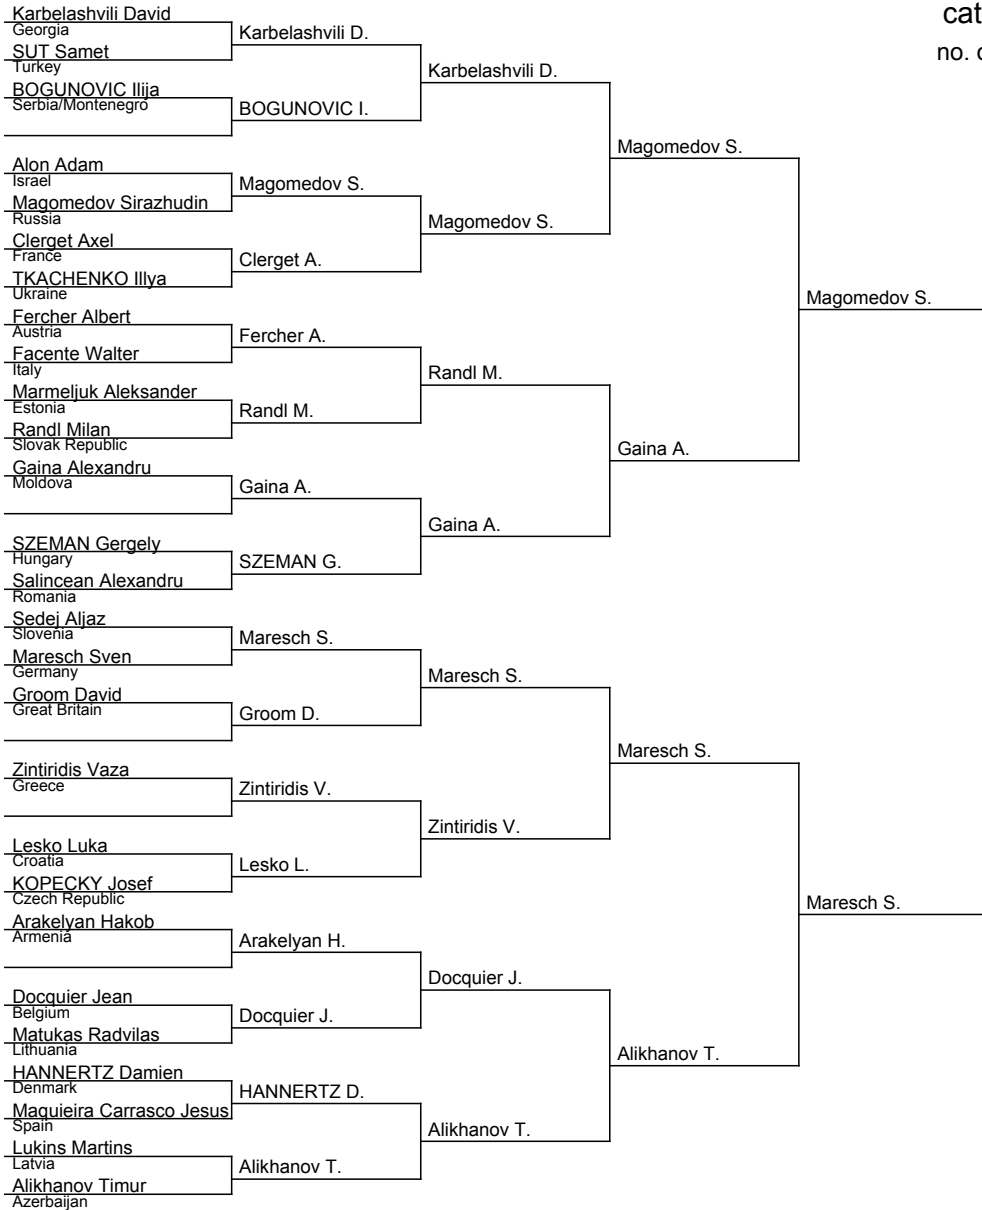 Karbelashvili David
Georgia
SUT Samet
Turkey
BOGUNOVIC Ilija
Serbia/Montenegro
Alon Adam
Israel
Magomedov Sirazhudin
Russia
Clerget Axel
France
TKACHENKO Illya
Ukraine
Fercher Albert
Austria
Facente Walter
Italy
Marmeljuk Aleksander
Estonia
Randl Milan
Slovak Republic
Gaina Alexandru
Moldova
SZEMAN Gergely
Hungary
Salincean Alexandru
Romania
Sedej Aljaz
Slovenia
Maresch Sven
Germany
Groom David
Great Britain
Zintiridis Vaza
Greece
Lesko Luka
Croatia
KOPECKY Josef
Czech Republic
Arakelyan Hakob
Armenia
Docquier Jean
Belgium
Matukas Radvilas
Lithuania
HANNERTZ Damien
Denmark
Maquieira Carrasco Jesus
Spain
Lukins Martins
Latvia
Alikhanov Timur
Azerbaijan
Karbelashvili D.
BOGUNOVIC I.
Magomedov S.
Clerget A.
Fercher A.
Randl M.
Gaina A.
SZEMAN G.
Maresch S.
Groom D.
Zintiridis V.
Lesko L.
Arakelyan H.
Docquier J.
HANNERTZ D.
Alikhanov T.
Karbelashvili D.
Magomedov S.
Randl M.
Gaina A.
Maresch S.
Zintiridis V.
Docquier J.
Alikhanov T.
Magomedov S.
Gaina A.
Maresch S.
Alikhanov T.
Magomedov S.
Maresch S.
cat
no.